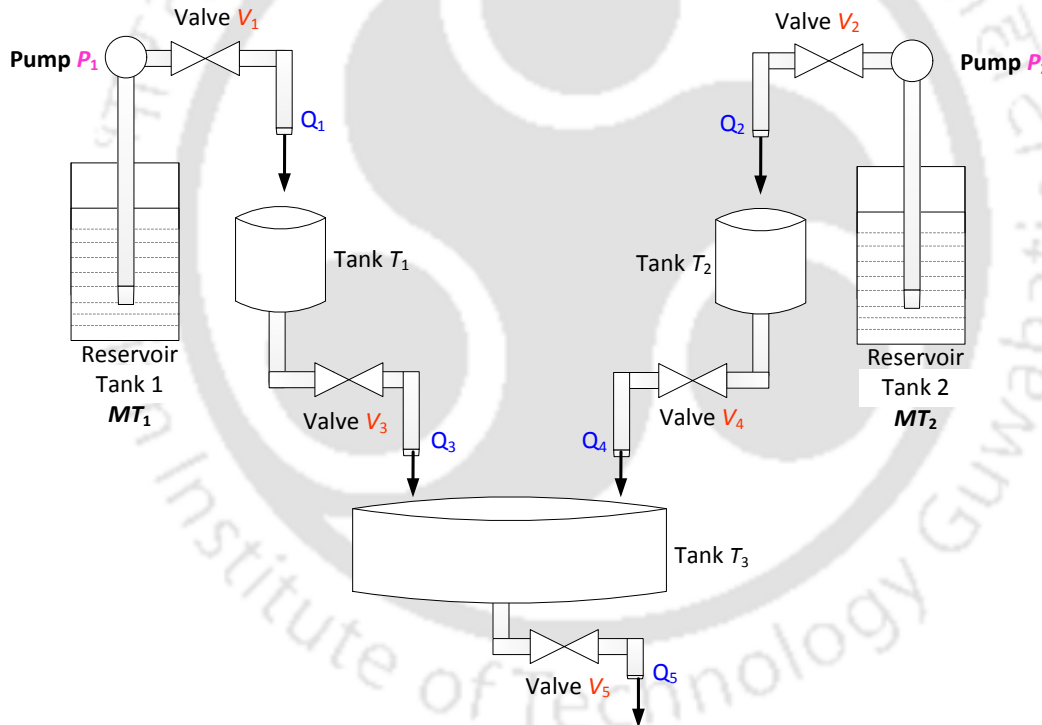 Valve V₁
Valve V₂
Pump P₁
Pump P
Q₁
Q₂
Tank T₁
Tank T₂
Reservoir
Tank 1
MT₁
Reservoir
Tank 2
MT₂
Valve V₃
Valve V₄
Q₃
Q₄
Tank T₃
Valve V₅
Q₅
Institute of Technology Guwahati